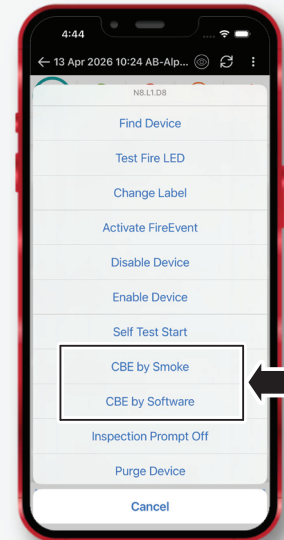 4:44
13 Apr 2026 10:24 AB-Alp...
N8.L1.D8
Find Device
Test Fire LED
Change Label
Activate FireEvent
Disable Device
Enable Device
Self Test Start
CBE by Smoke
CBE by Software
Inspection Prompt Off
Purge Device
Cancel